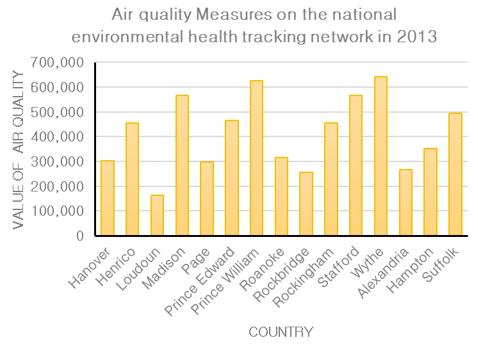 Air quality Measures on the national
environmental health tracking network in 2013
VALUE OF AIR QUALITY
700,000
600,000
500,000
400,000
300,000
200,000
100,000
0
Hanover
Henrico
Loudoun
Madison
Page
Prince Edward
Prince William
Roanoke
Rockbridge
Rockingham
Stafford
Wythe
Alexandria
Hampton
Suffolk
COUNTRY